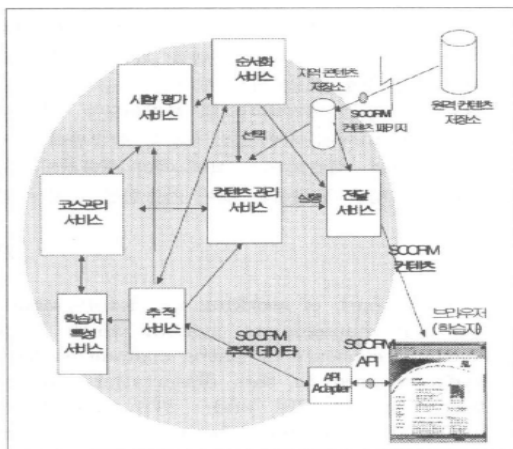 순서화
서비스
시험/평가
서비스
지역 콘텐츠
저장소
원격 컨텐츠
저장소
SCORM
컨텐츠 패키지
선택
컨텐츠 관리
서비스
전달
서비스
코스관리
서비스
SCORM
컨텐츠
학습자
특성
서비스
추적
서비스
SCORM
추적 데이타
브라우저
(학습자)
SCORM
API
API
Adapter